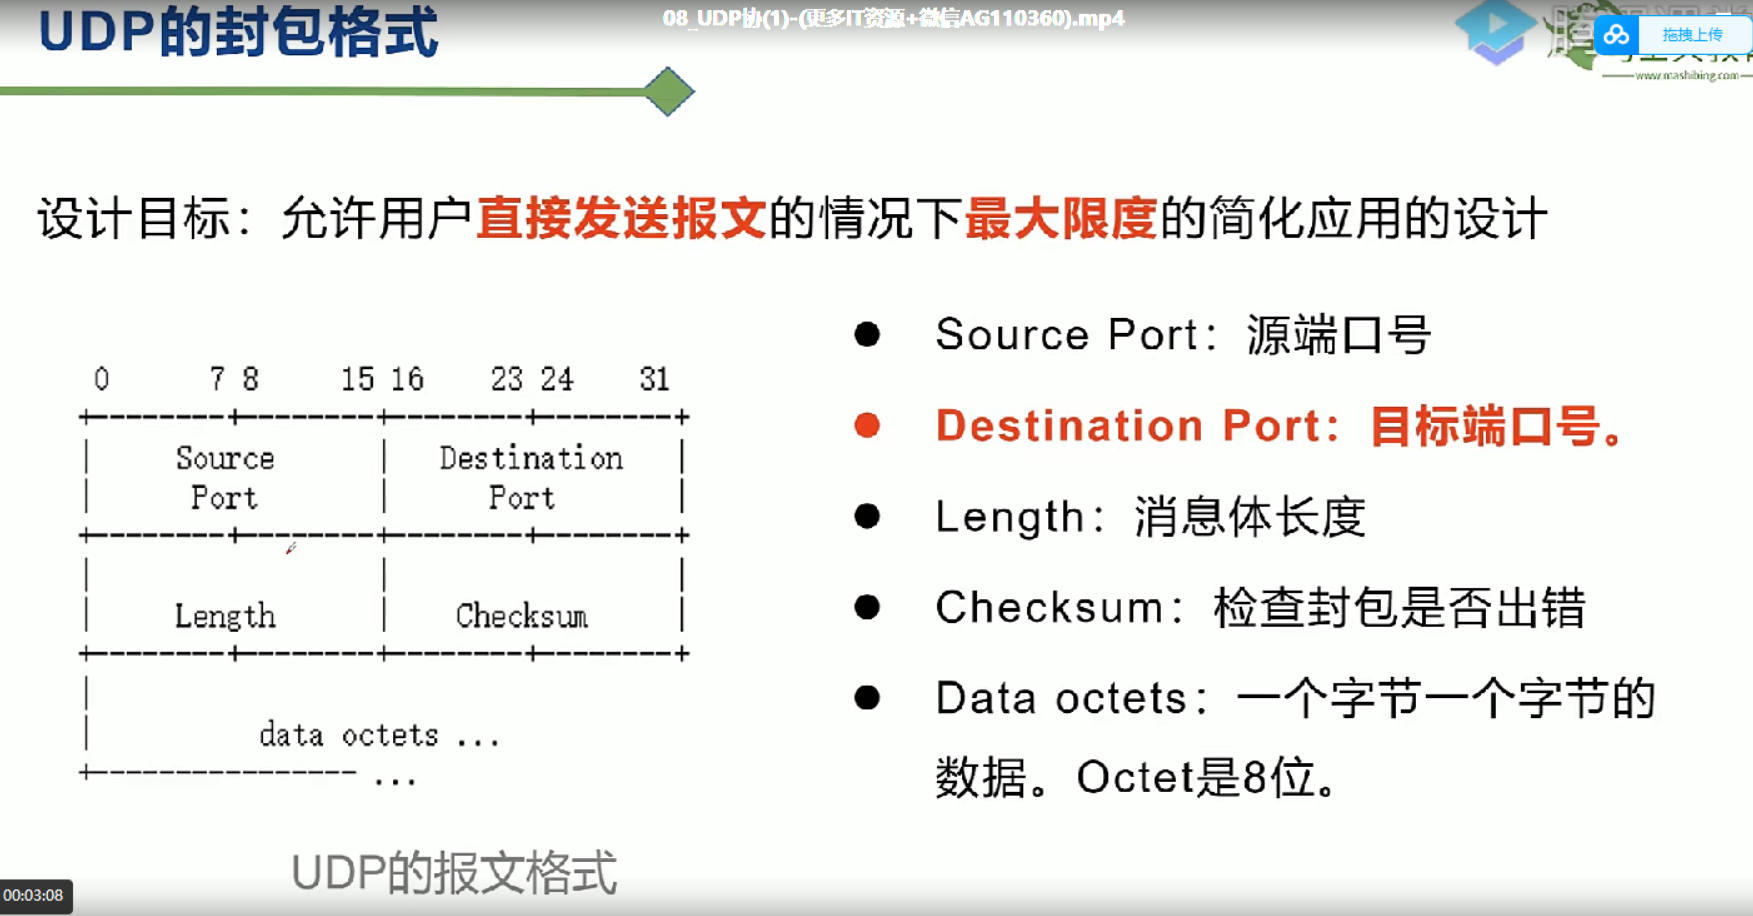 08_UDP协(1)-(更多IT资源+微信AG110360).mp4
UDP的封包格式
拖拽上传
www.mashibing.com
设计目标：允许用户直接发送报文的情况下最大限度的简化应用的设计
0 7 8 15 16 23 24 31
Source Destination
Port Port
Length Checksum
data octets ...
...
UDP的报文格式
Source Port：源端口号
Destination Port：目标端口号。
Length：消息体长度
Checksum：检查封包是否出错
Data octets：一个字节一个字节的
数据。Octet是8位。
00:03:08